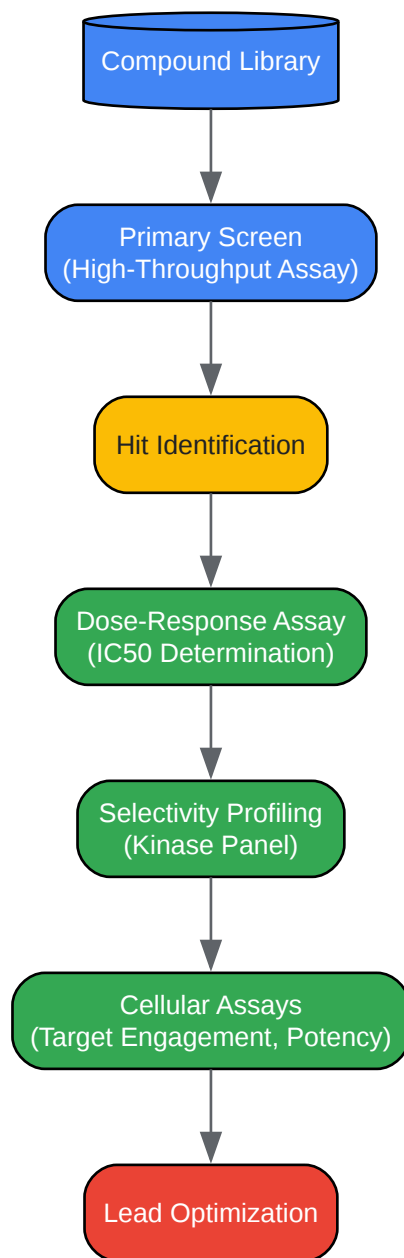 Compound Library
Primary Screen
(High-Throughput Assay)
Hit Identification
Dose-Response Assay
(IC50 Determination)
Selectivity Profiling
(Kinase Panel)
Cellular Assays
(Target Engagement, Potency)
Lead Optimization